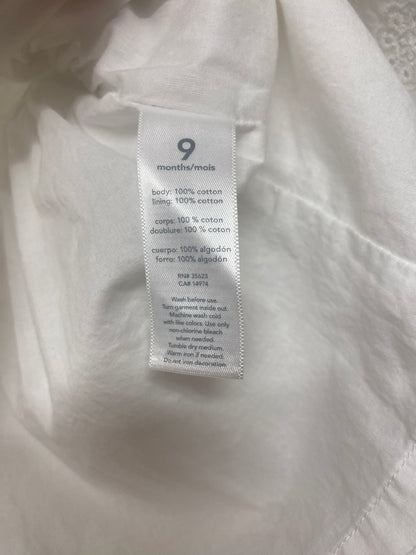 9
months/mois
body: 100% cotton
lining: 100% cotton
corps: 100 % coton
doublure: 100 % coton
cuerpo: 100% algodón
forro: 100% algodón
RN# 35623
CA# 14974
Wash before use.
Turn garment inside out.
Machine wash cold
with like colors. Use only
non-chlorine bleach
when needed.
Tumble dry medium.
Warm iron if needed.
Do not iron decoration.